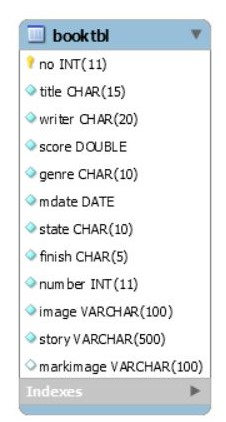 booktbl
no INT(11)
title CHAR(15)
writer CHAR(20)
score DOUBLE
genre CHAR(10)
mdate DATE
state CHAR(10)
finish CHAR(5)
number INT(11)
image VARCHAR(100)
story VARCHAR(500)
markimage VARCHAR(100)
Indexes